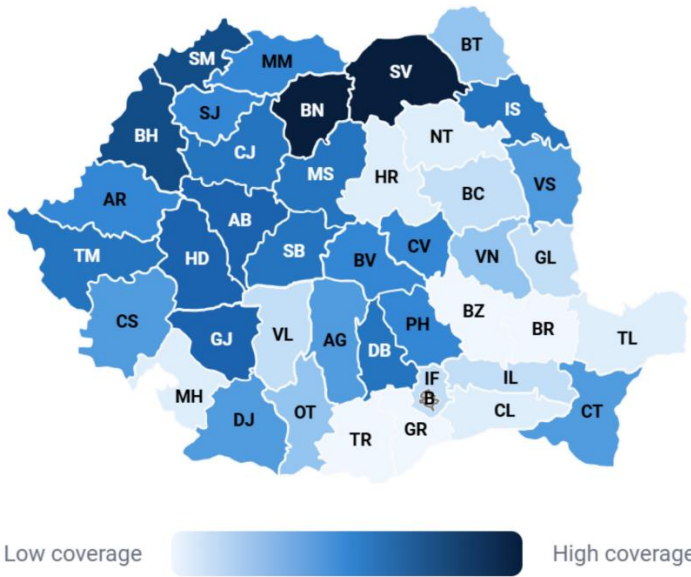 BT
SM
MM
SV
BN
IS
SJ
BH
NT
CJ
MS
HR
BC
VS
AR
AB
TM
HD
SB
BV
CV
VN
GL
CS
GJ
VL
AG
DB
PH
BZ
BR
TL
MH
IF
IL
B
CL
CT
DJ
OT
TR
GR
Low coverage
High coverage